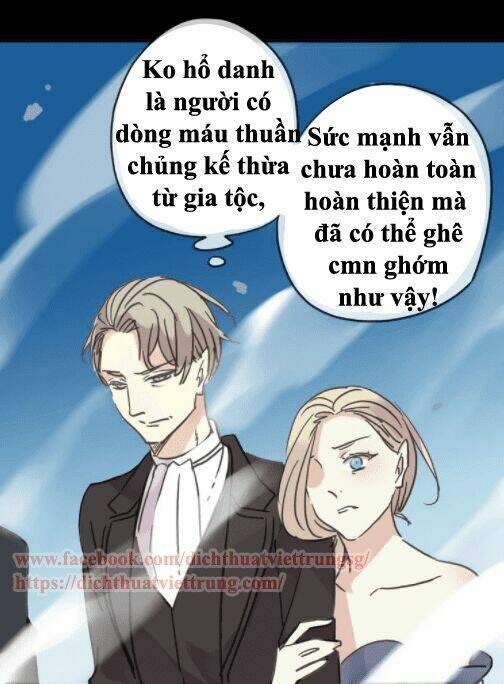 Ko hổ danh
là người có
dòng máu thuần
chủng kế thừa
từ gia tộc,
Sức mạnh vẫn
chưa hoàn toàn
hoàn thiện mà
đã có thể ghê
cmn ghớm
như vậy!
www.facebook.com/dichthuatviettrungsg/
https://dichthuatviettrung.com/